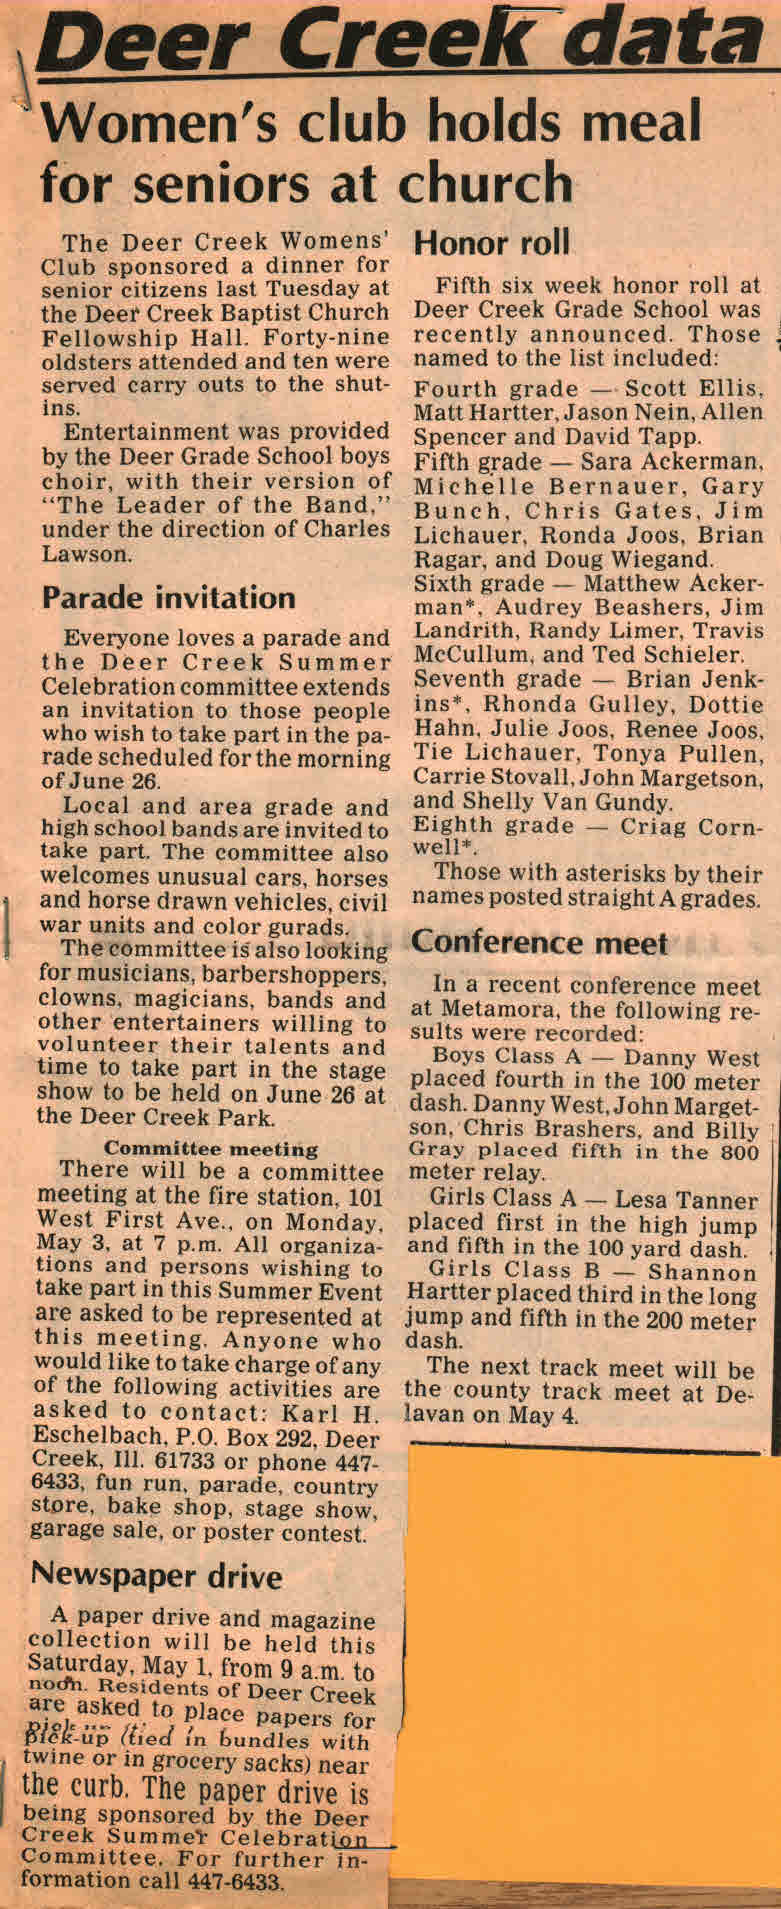 Deer Creek data
Women's club holds meal
for seniors at church
The Deer Creek Womens'
Club sponsored a dinner for
senior citizens last Tuesday at
the Deer Creek Baptist Church
Fellowship Hall. Forty-nine
oldsters attended and ten were
served carry outs to the shut-
ins.
Entertainment was provided
by the Deer Grade School boys
choir, with their version of
"The Leader of the Band,"
under the direction of Charles
Lawson.
Parade invitation
Everyone loves a parade and
the Deer Creek Summer
Celebration committee extends
an invitation to those people
who wish to take part in the pa-
rade scheduled for the morning
of June 26.
Local and area grade and
high school bands are invited to
take part. The committee also
welcomes unusual cars, horses
and horse drawn vehicles, civil
war units and color gurads.
The committee is also looking
for musicians, barbershoppers,
clowns, magicians, bands and
other entertainers willing to
volunteer their talents and
time to take part in the stage
show to be held on June 26 at
the Deer Creek Park.
Committee meeting
There will be a committee
meeting at the fire station, 101
West First Ave., on Monday,
May 3, at 7 p.m. All organiza-
tions and persons wishing to
take part in this Summer Event
are asked to be represented at
this meeting. Anyone who
would like to take charge of any
of the following activities are
asked to contact: Karl H.
Eschelbach, P.O. Box 292, Deer
Creek, Ill. 61733 or phone 447-
6433, fun run, parade, country
store, bake shop, stage show,
garage sale, or poster contest.
Newspaper drive
A paper drive and magazine
collection will be held this
Saturday, May 1, from 9 a.m. to
noon. Residents of Deer Creek
are asked to place papers for
pick-up (tied in bundles with
twine or in grocery sacks) near
the curb. The paper drive is
being sponsored by the Deer
Creek Summer Celebration
Committee. For further in-
formation call 447-6433.
Honor roll
Fifth six week honor roll at
Deer Creek Grade School was
recently announced. Those
named to the list included:
Fourth grade — Scott Ellis,
Matt Hartter, Jason Nein, Allen
Spencer and David Tapp.
Fifth grade — Sara Ackerman,
Michelle Bernauer, Gary
Bunch, Chris Gates, Jim
Lichauer, Ronda Joos, Brian
Ragar, and Doug Wiegand.
Sixth grade — Matthew Acker-
man*, Audrey Beashers, Jim
Landrith, Randy Limer, Travis
McCullum, and Ted Schieler.
Seventh grade — Brian Jenk-
ins*, Rhonda Gulley, Dottie
Hahn, Julie Joos, Renee Joos,
Tie Lichauer, Tonya Pullen,
Carrie Stovall, John Margetson,
and Shelly Van Gundy.
Eighth grade — Criag Corn-
well*.
Those with asterisks by their
names posted straight A grades.
Conference meet
In a recent conference meet
at Metamora, the following re-
sults were recorded:
Boys Class A — Danny West
placed fourth in the 100 meter
dash. Danny West, John Marget-
son, Chris Brashers, and Billy
Gray placed fifth in the 800
meter relay.
Girls Class A — Lesa Tanner
placed first in the high jump
and fifth in the 100 yard dash.
Girls Class B — Shannon
Hartter placed third in the long
jump and fifth in the 200 meter
dash.
The next track meet will be
the county track meet at De-
lavan on May 4.